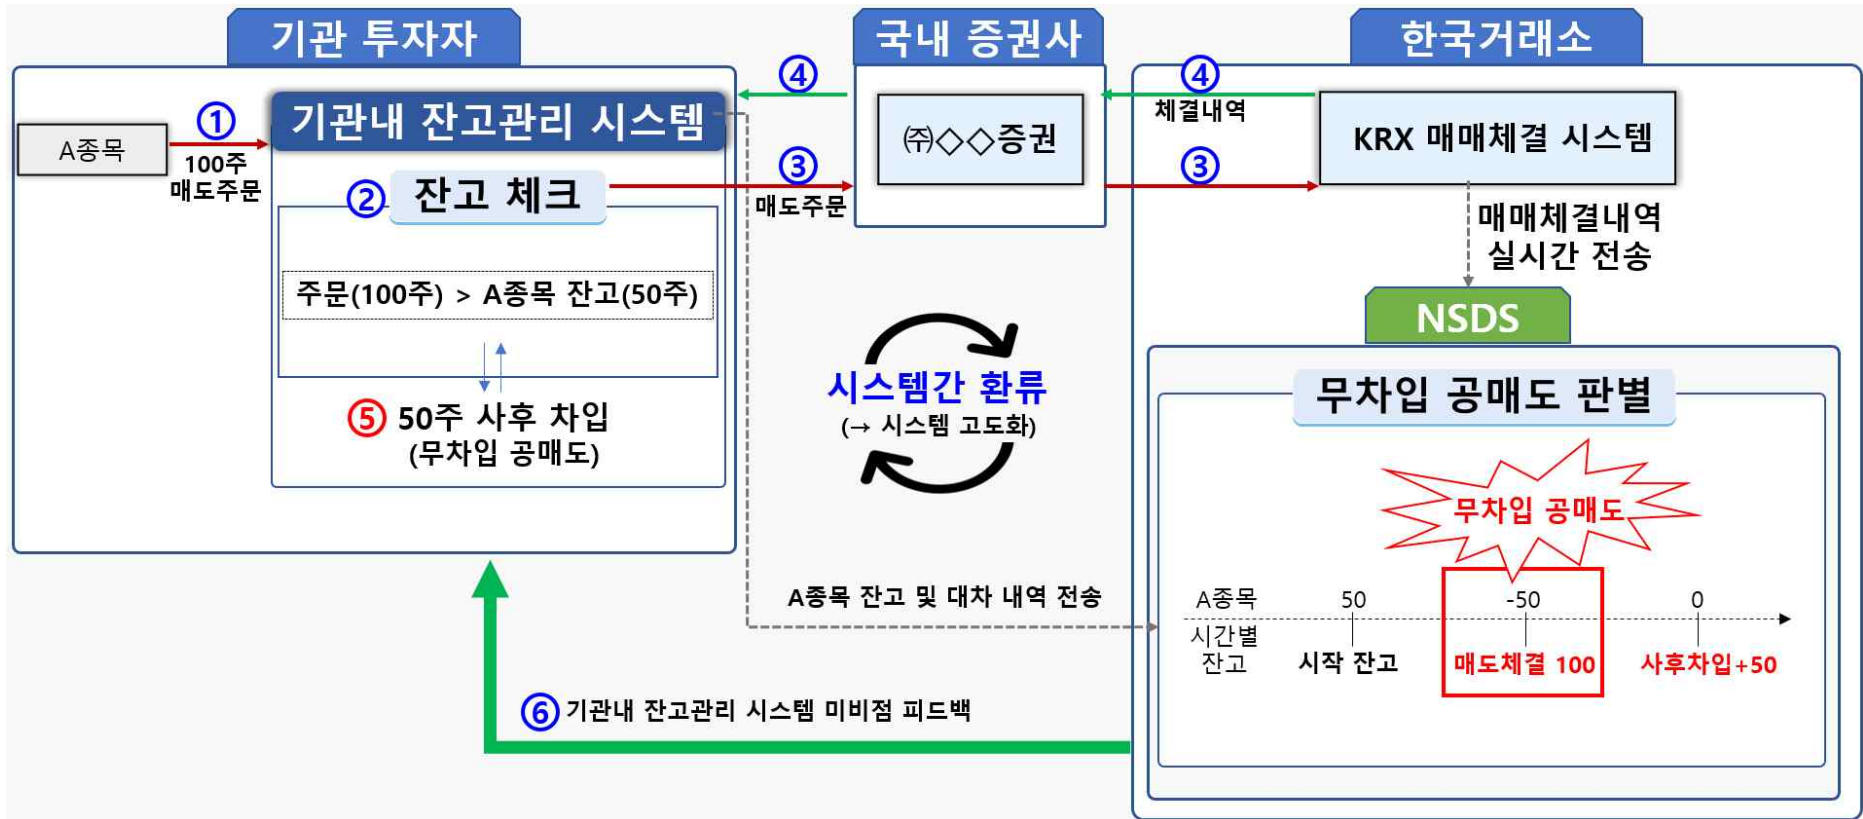 기관 투자자
국내 증권사
한국거래소
①
A종목
100주
매도주문
기관내 잔고관리 시스템
② 잔고 체크
주문(100주) > A종목 잔고(50주)
⑤ 50주 사후 차입
(무차입 공매도)
④
③
매도주문
㈜◇◇증권
④
체결내역
③
KRX 매매체결 시스템
매매체결내역
실시간 전송
NSDS
무차입 공매도 판별
무차입 공매도
시스템간 환류
(→ 시스템 고도화)
A종목 잔고 및 대차 내역 전송
A종목 50 -50 0
시간별
잔고
시작 잔고 매도체결 100 사후차입+50
⑥ 기관내 잔고관리 시스템 미비점 피드백